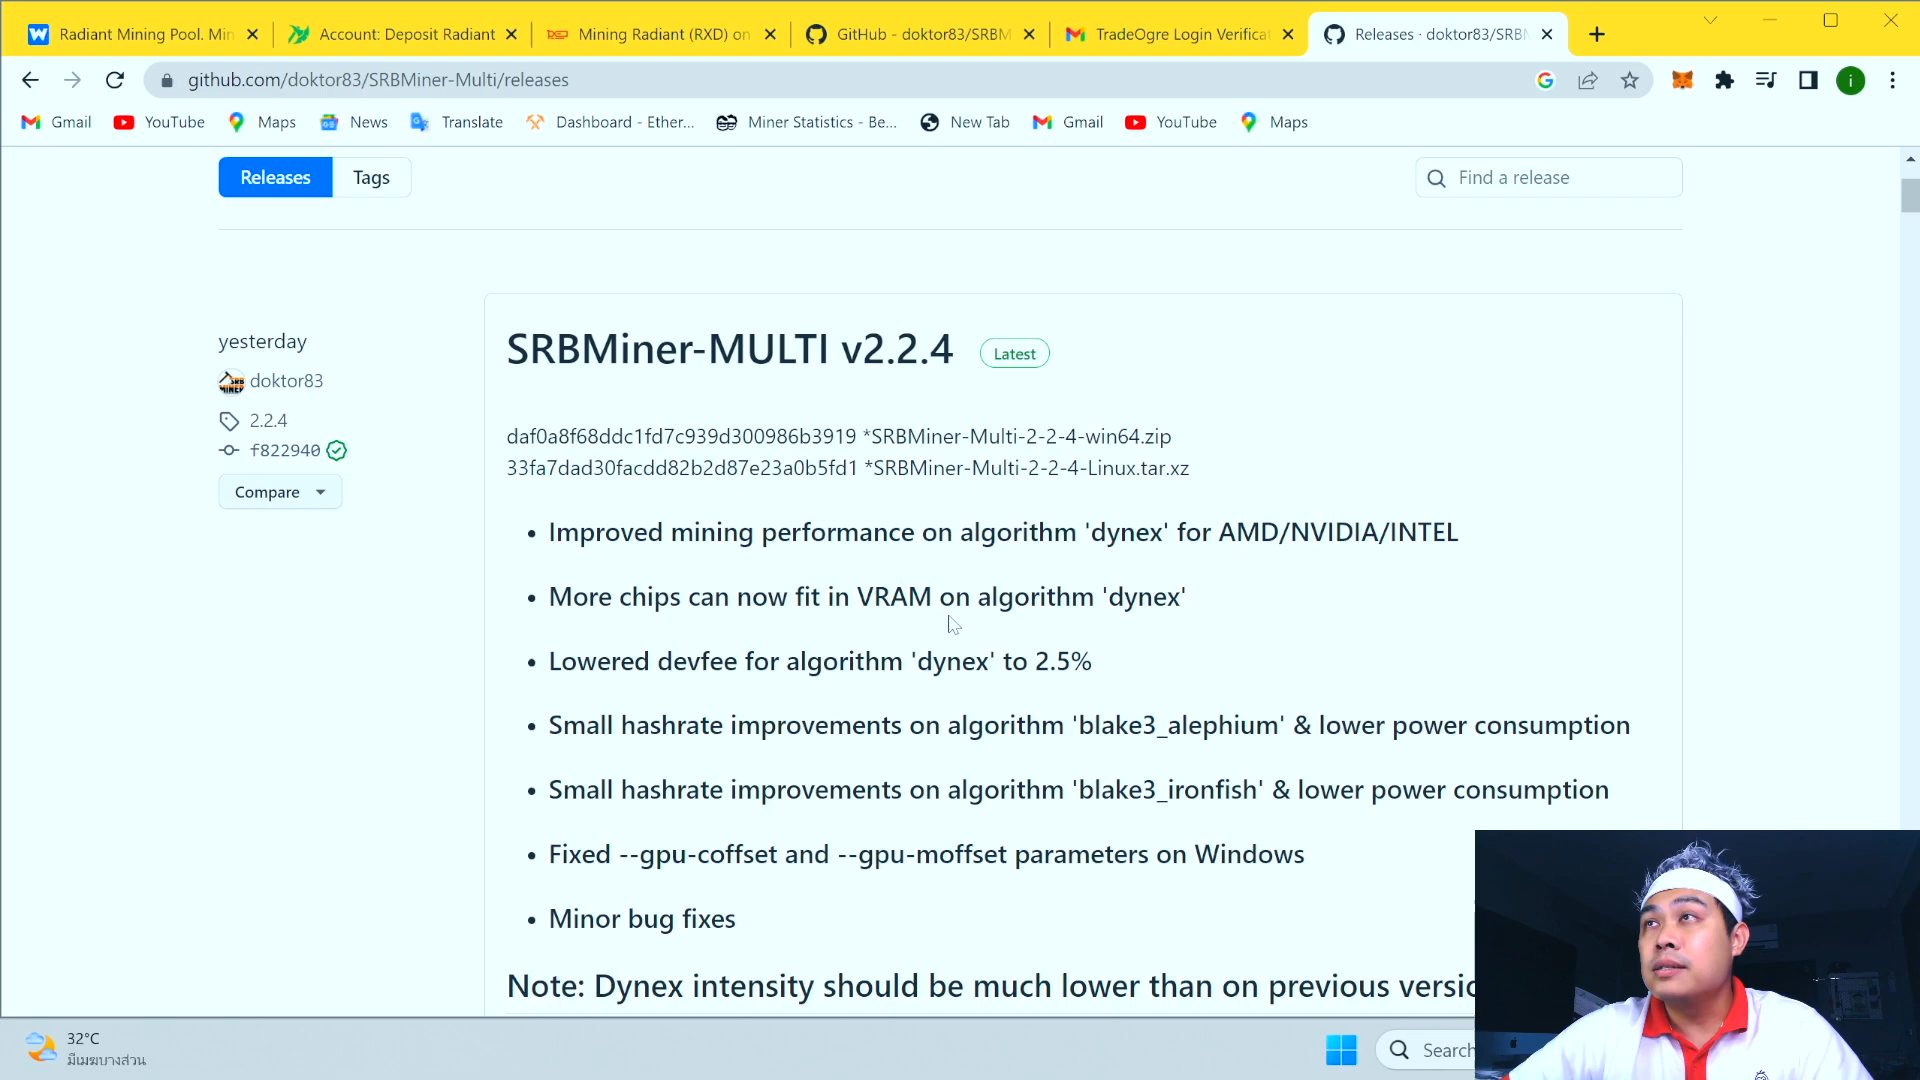 Radiant Mining Pool. Min
Account: Deposit Radiant
Mining Radiant (RXD) on
GitHub - doktor83/SRBM
TradeOgre Login Verificat
Releases · doktor83/SRBM
github.com/doktor83/SRBMiner-Multi/releases
Gmail
YouTube
Maps
News
Translate
Dashboard - Ether...
Miner Statistics - Be...
New Tab
Gmail
YouTube
Maps
Releases
Tags
Find a release
yesterday
doktor83
2.2.4
f822940
Compare
SRBMiner-MULTI v2.2.4
Latest
daf0a8f68ddc1fd7c939d300986b3919 *SRBMiner-Multi-2-2-4-win64.zip
33fa7dad30facdd82b2d87e23a0b5fd1 *SRBMiner-Multi-2-2-4-Linux.tar.xz
• Improved mining performance on algorithm 'dynex' for AMD/NVIDIA/INTEL
• More chips can now fit in VRAM on algorithm 'dynex'
• Lowered devfee for algorithm 'dynex' to 2.5%
• Small hashrate improvements on algorithm 'blake3_alephium' & lower power consumption
• Small hashrate improvements on algorithm 'blake3_ironfish' & lower power consumption
• Fixed --gpu-coffset and --gpu-moffset parameters on Windows
• Minor bug fixes
Note: Dynex intensity should be much lower than on previous versio
32°C
มีเมฆบางส่วน
Search